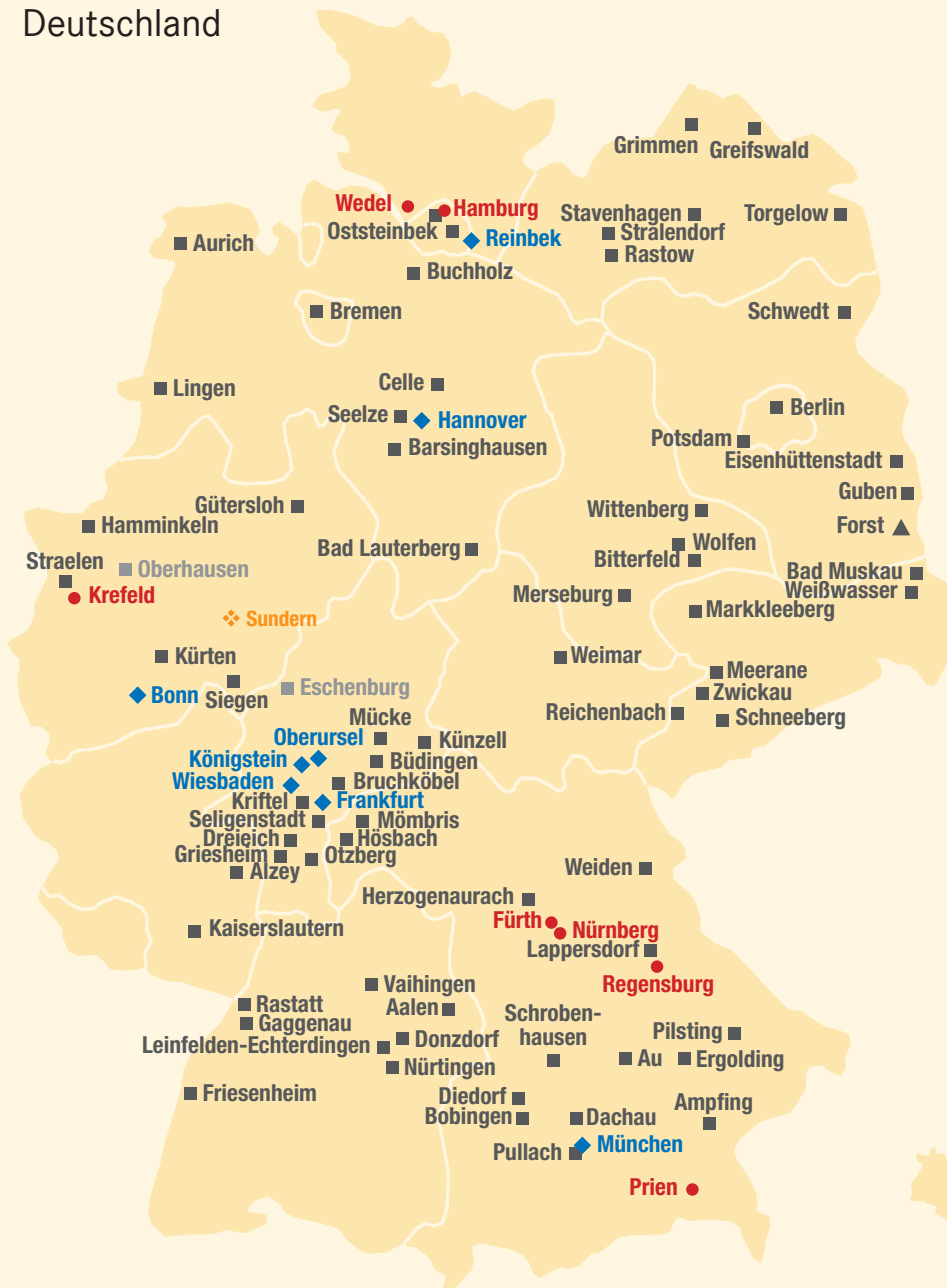 Deutschland
Grimmen
Greifswald
Wedel
Hamburg
Stavenhagen
Torgelow
Oststeinbek
Reinbek
Stralendorf
Aurich
Rastow
Buchholz
Bremen
Schwedt
Lingen
Celle
Seelze
Hannover
Berlin
Potsdam
Barsinghausen
Eisenhüttenstadt
Guben
Gütersloh
Wittenberg
Hamminkeln
Forst
Bad Lauterberg
Wolfen
Straelen
Oberhausen
Bitterfeld
Bad Muskau
Krefeld
Merseburg
Weißwasser
Markkleeberg
Sundern
Kürten
Weimar
Meerane
Bonn
Siegen
Eschenburg
Zwickau
Reichenbach
Schneeberg
Mücke
Oberursel
Künzell
Königstein
Büdingen
Wiesbaden
Bruchköbel
Kriftel
Frankfurt
Seligenstadt
Mömbris
Dreieich
Hösbach
Griesheim
Otzberg
Alzey
Weiden
Herzogenaurach
Fürth
Nürnberg
Kaiserslautern
Lappersdorf
Regensburg
Vaihingen
Rastatt
Aalen
Schroben-
hausen
Gaggenau
Pilsting
Leinfelden-Echterdingen
Donzdorf
Au
Ergolding
Nürtingen
Friesenheim
Diedorf
Ampfing
Bobingen
Dachau
Pullach
München
Prien